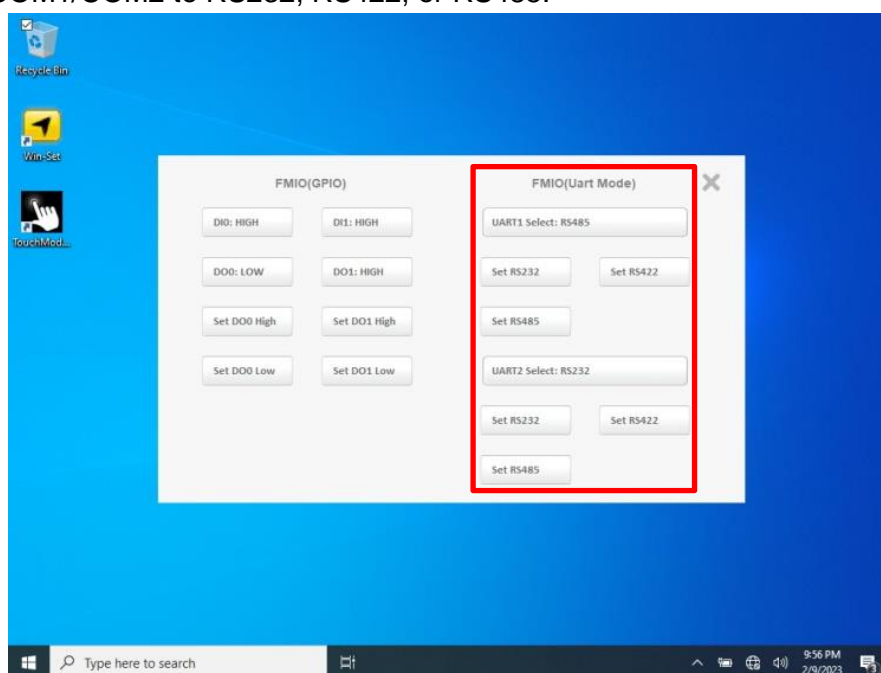 COM1/COM2 to RS232, RS422, or RS485.
Recycle Bin
Win-Set
TouchMod...
FMIO(GPIO)
DI0: HIGH
DI1: HIGH
DO0: LOW
DO1: HIGH
Set DO0 High
Set DO1 High
Set DO0 Low
Set DO1 Low
FMIO(Uart Mode)
UART1 Select: RS485
Set RS232
Set RS422
Set RS485
UART2 Select: RS232
Set RS232
Set RS422
Set RS485
Type here to search
9:56 PM
2/9/2023
3